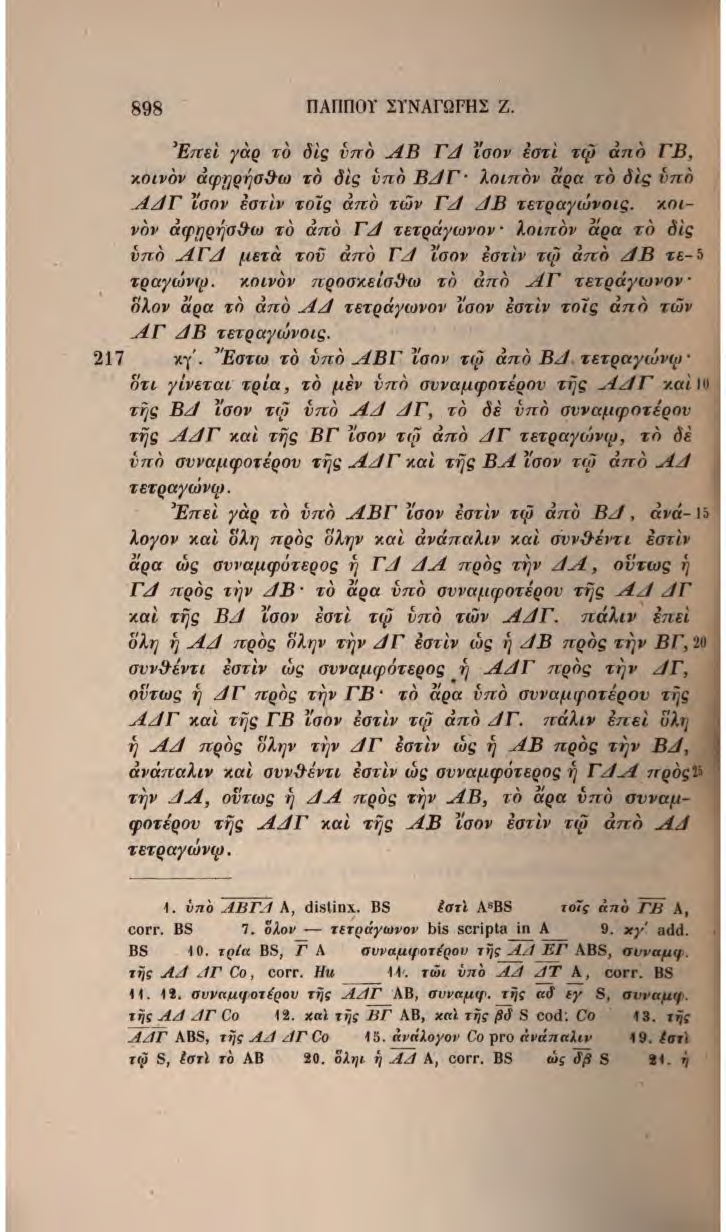 898 ΠΑΠΠΟΥ ΣΥΝΑΓΩΓΗΣ Ζ.
Ἐπεὶ γὰρ τὸ δὶς ὑπὸ ΑΒ ΓΔ ἴσον ἐστὶ τῷ ἀπὸ ΓΒ,
κοινὸν ἀφῃρήσθω τὸ δὶς ὑπὸ ΒΔΓ· λοιπὸν ἄρα τὸ δὶς ὑπὸ
ΑΔΓ ἴσον ἐστὶν τοῖς ἀπὸ τῶν ΓΔ ΔΒ τετραγώνοις. κοι-
νὸν ἀφῃρήσθω τὸ ἀπὸ ΓΔ τετράγωνον· λοιπὸν ἄρα τὸ δὶς
ὑπὸ ΑΓΔ μετὰ τοῦ ἀπὸ ΓΔ ἴσον ἐστὶν τῷ ἀπὸ ΔΒ τε- 5
τραγώνῳ. κοινὸν προσκείσθω τὸ ἀπὸ ΑΓ τετράγωνον·
ὅλον ἄρα τὸ ἀπὸ ΑΔ τετράγωνον ἴσον ἐστὶν τοῖς ἀπὸ τῶν
ΑΓ ΔΒ τετραγώνοις.
217 κγ΄. Ἔστω τὸ ὑπὸ ΑΒΓ ἴσον τῷ ἀπὸ ΒΔ τετραγώνῳ·
ὅτι γίνεται τρία, τὸ μὲν ὑπὸ συναμφοτέρου τῆς ΑΔΓ καὶ 10
τῆς ΒΔ ἴσον τῷ ὑπὸ ΑΔ ΔΓ, τὸ δὲ ὑπὸ συναμφοτέρου
τῆς ΑΔΓ καὶ τῆς ΒΓ ἴσον τῷ ἀπὸ ΔΓ τετραγώνῳ, τὸ δὲ
ὑπὸ συναμφοτέρου τῆς ΑΔΓ καὶ τῆς ΒΑ ἴσον τῷ ἀπὸ ΑΔ
τετραγώνῳ.
Ἐπεὶ γὰρ τὸ ὑπὸ ΑΒΓ ἴσον ἐστὶν τῷ ἀπὸ ΒΔ, ἀνά- 15
λογον καὶ ὅλη πρὸς ὅλην καὶ ἀνάπαλιν καὶ συνθέντι ἐστὶν
ἄρα ὡς συναμφότερος ἡ ΓΔ ΔΑ πρὸς τὴν ΔΑ, οὕτως ἡ
ΓΔ πρὸς τὴν ΔΒ· τὸ ἄρα ὑπὸ συναμφοτέρου τῆς ΑΔ ΔΓ
καὶ τῆς ΒΔ ἴσον ἐστὶ τῷ ὑπὸ τῶν ΑΔΓ. πάλιν ἐπεὶ
ὅλη ἡ ΑΔ πρὸς ὅλην τὴν ΔΓ ἐστὶν ὡς ἡ ΔΒ πρὸς τὴν ΒΓ, 20
συνθέντι ἐστὶν ὡς συναμφότερος ἡ ΑΔΓ πρὸς τὴν ΔΓ,
οὕτως ἡ ΔΓ πρὸς τὴν ΓΒ· τὸ ἄρα ὑπὸ συναμφοτέρου τῆς
ΑΔΓ καὶ τῆς ΓΒ ἴσον ἐστὶν τῷ ἀπὸ ΔΓ. πάλιν ἐπεὶ ὅλη
ἡ ΑΔ πρὸς ὅλην τὴν ΔΓ ἐστὶν ὡς ἡ ΑΒ πρὸς τὴν ΒΔ,
ἀνάπαλιν καὶ συνθέντι ἐστὶν ὡς συναμφότερος ἡ ΓΔΑ πρὸς 25
τὴν ΔΑ, οὕτως ἡ ΔΑ πρὸς τὴν ΑΒ, τὸ ἄρα ὑπὸ συναμ-
φοτέρου τῆς ΑΔΓ καὶ τῆς ΑΒ ἴσον ἐστὶν τῷ ἀπὸ ΑΔ
τετραγώνῳ.
1. ὑπὸ ΑΒΓΔ A, distinx. BS ἐστὶ AˢBS τοῖς ἀπὸ ΓΒ A,
corr. BS 7. ὅλον — τετράγωνον bis scripta in A 9. κγ΄ add.
BS 10. τρία BS, Γ A συναμφοτέρου τῆς ΑΔ ΕΓ ABS, συναμφ.
τῆς ΑΔ ΔΓ Co, corr. Hu 11. τῶι ὑπὸ ΑΔ ΔΤ A, corr. BS
11. 12. συναμφοτέρου τῆς ΑΔΓ AB, συναμφ. τῆς αδ εγ S, συναμφ.
τῆς ΑΔ ΔΓ Co 12. καὶ τῆς ΒΓ AB, καὶ τῆς βδ S cod. Co 13. τῆς
ΑΔΓ ABS, τῆς ΑΔ ΔΓ Co 15. ἀνάλογον Co pro ἀνάπαλιν 19. ἐστὶ
τῷ S, ἐστὶ τὸ AB 20. ὅληι ἡ ΑΔ A, corr. BS ὡς δβ S 21. ἡ